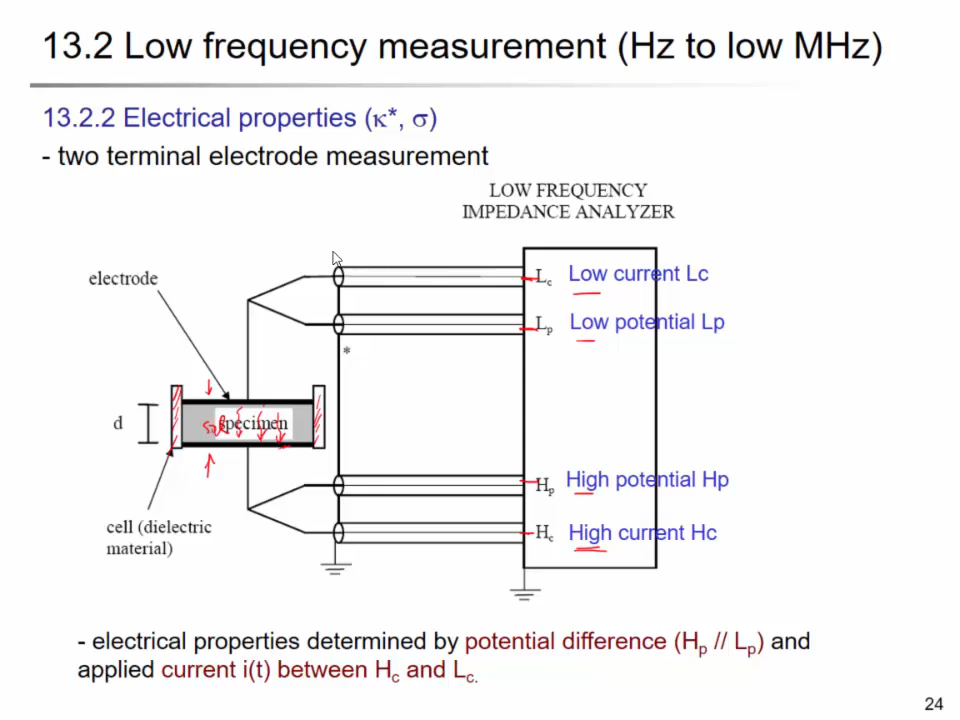 13.2 Low frequency measurement (Hz to low MHz)
13.2.2 Electrical properties (κ*, σ)
- two terminal electrode measurement
LOW FREQUENCY
IMPEDANCE ANALYZER
electrode
Lc Low current Lc
Lp Low potential Lp
*
d
specimen
Hp High potential Hp
cell (dielectric
material)
Hc High current Hc
- electrical properties determined by potential difference (Hp // Lp) and
applied current i(t) between Hc and Lc.
24